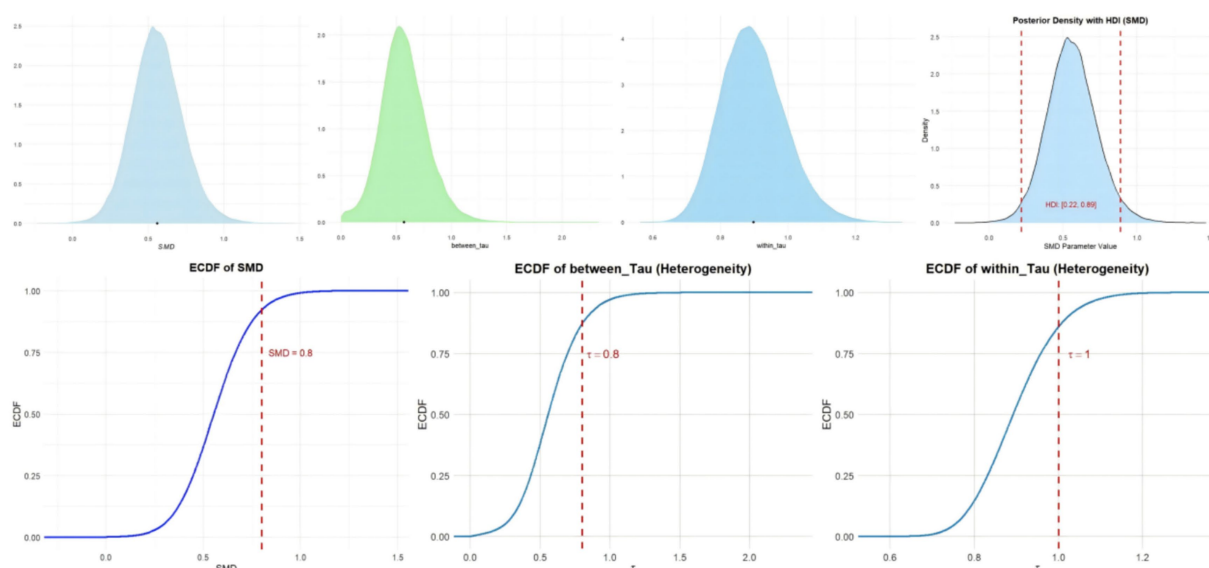 Posterior Density with HDI (SMD)
2.5
2.0
1.5
1.0
0.5
0.0
0.0 0.5 1.0 1.5
SMD
2.0
1.5
1.0
0.5
0.0
0.0 0.5 1.0 1.5 2.0
between_tau
4
3
2
1
0
0.6 0.8 1.0 1.2
within_tau
Density
2.5
2.0
1.5
1.0
0.5
0.0
HDI: [0.22, 0.89]
0.0 0.5 1.0
SMD Parameter Value
ECDF of SMD
ECDF
1.00
0.75
0.50
0.25
0.00
SMD = 0.8
0.0 0.5 1.0 1.5
SMD
ECDF of between_Tau (Heterogeneity)
ECDF
1.00
0.75
0.50
0.25
0.00
τ = 0.8
0.0 0.5 1.0 1.5 2.0
ECDF of within_Tau (Heterogeneity)
ECDF
1.00
0.75
0.50
0.25
0.00
τ = 1
0.6 0.8 1.0 1.2